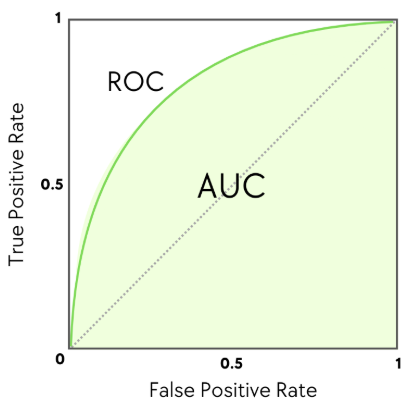 1
ROC
True Positive Rate
0.5
AUC
0
0.5
1
False Positive Rate